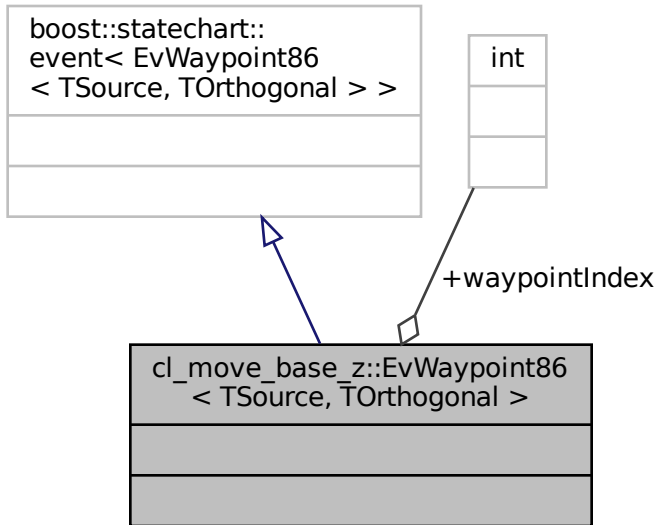 boost::statechart::
event< EvWaypoint86
< TSource, TOrthogonal > >
int
+waypointIndex
cl_move_base_z::EvWaypoint86
< TSource, TOrthogonal >